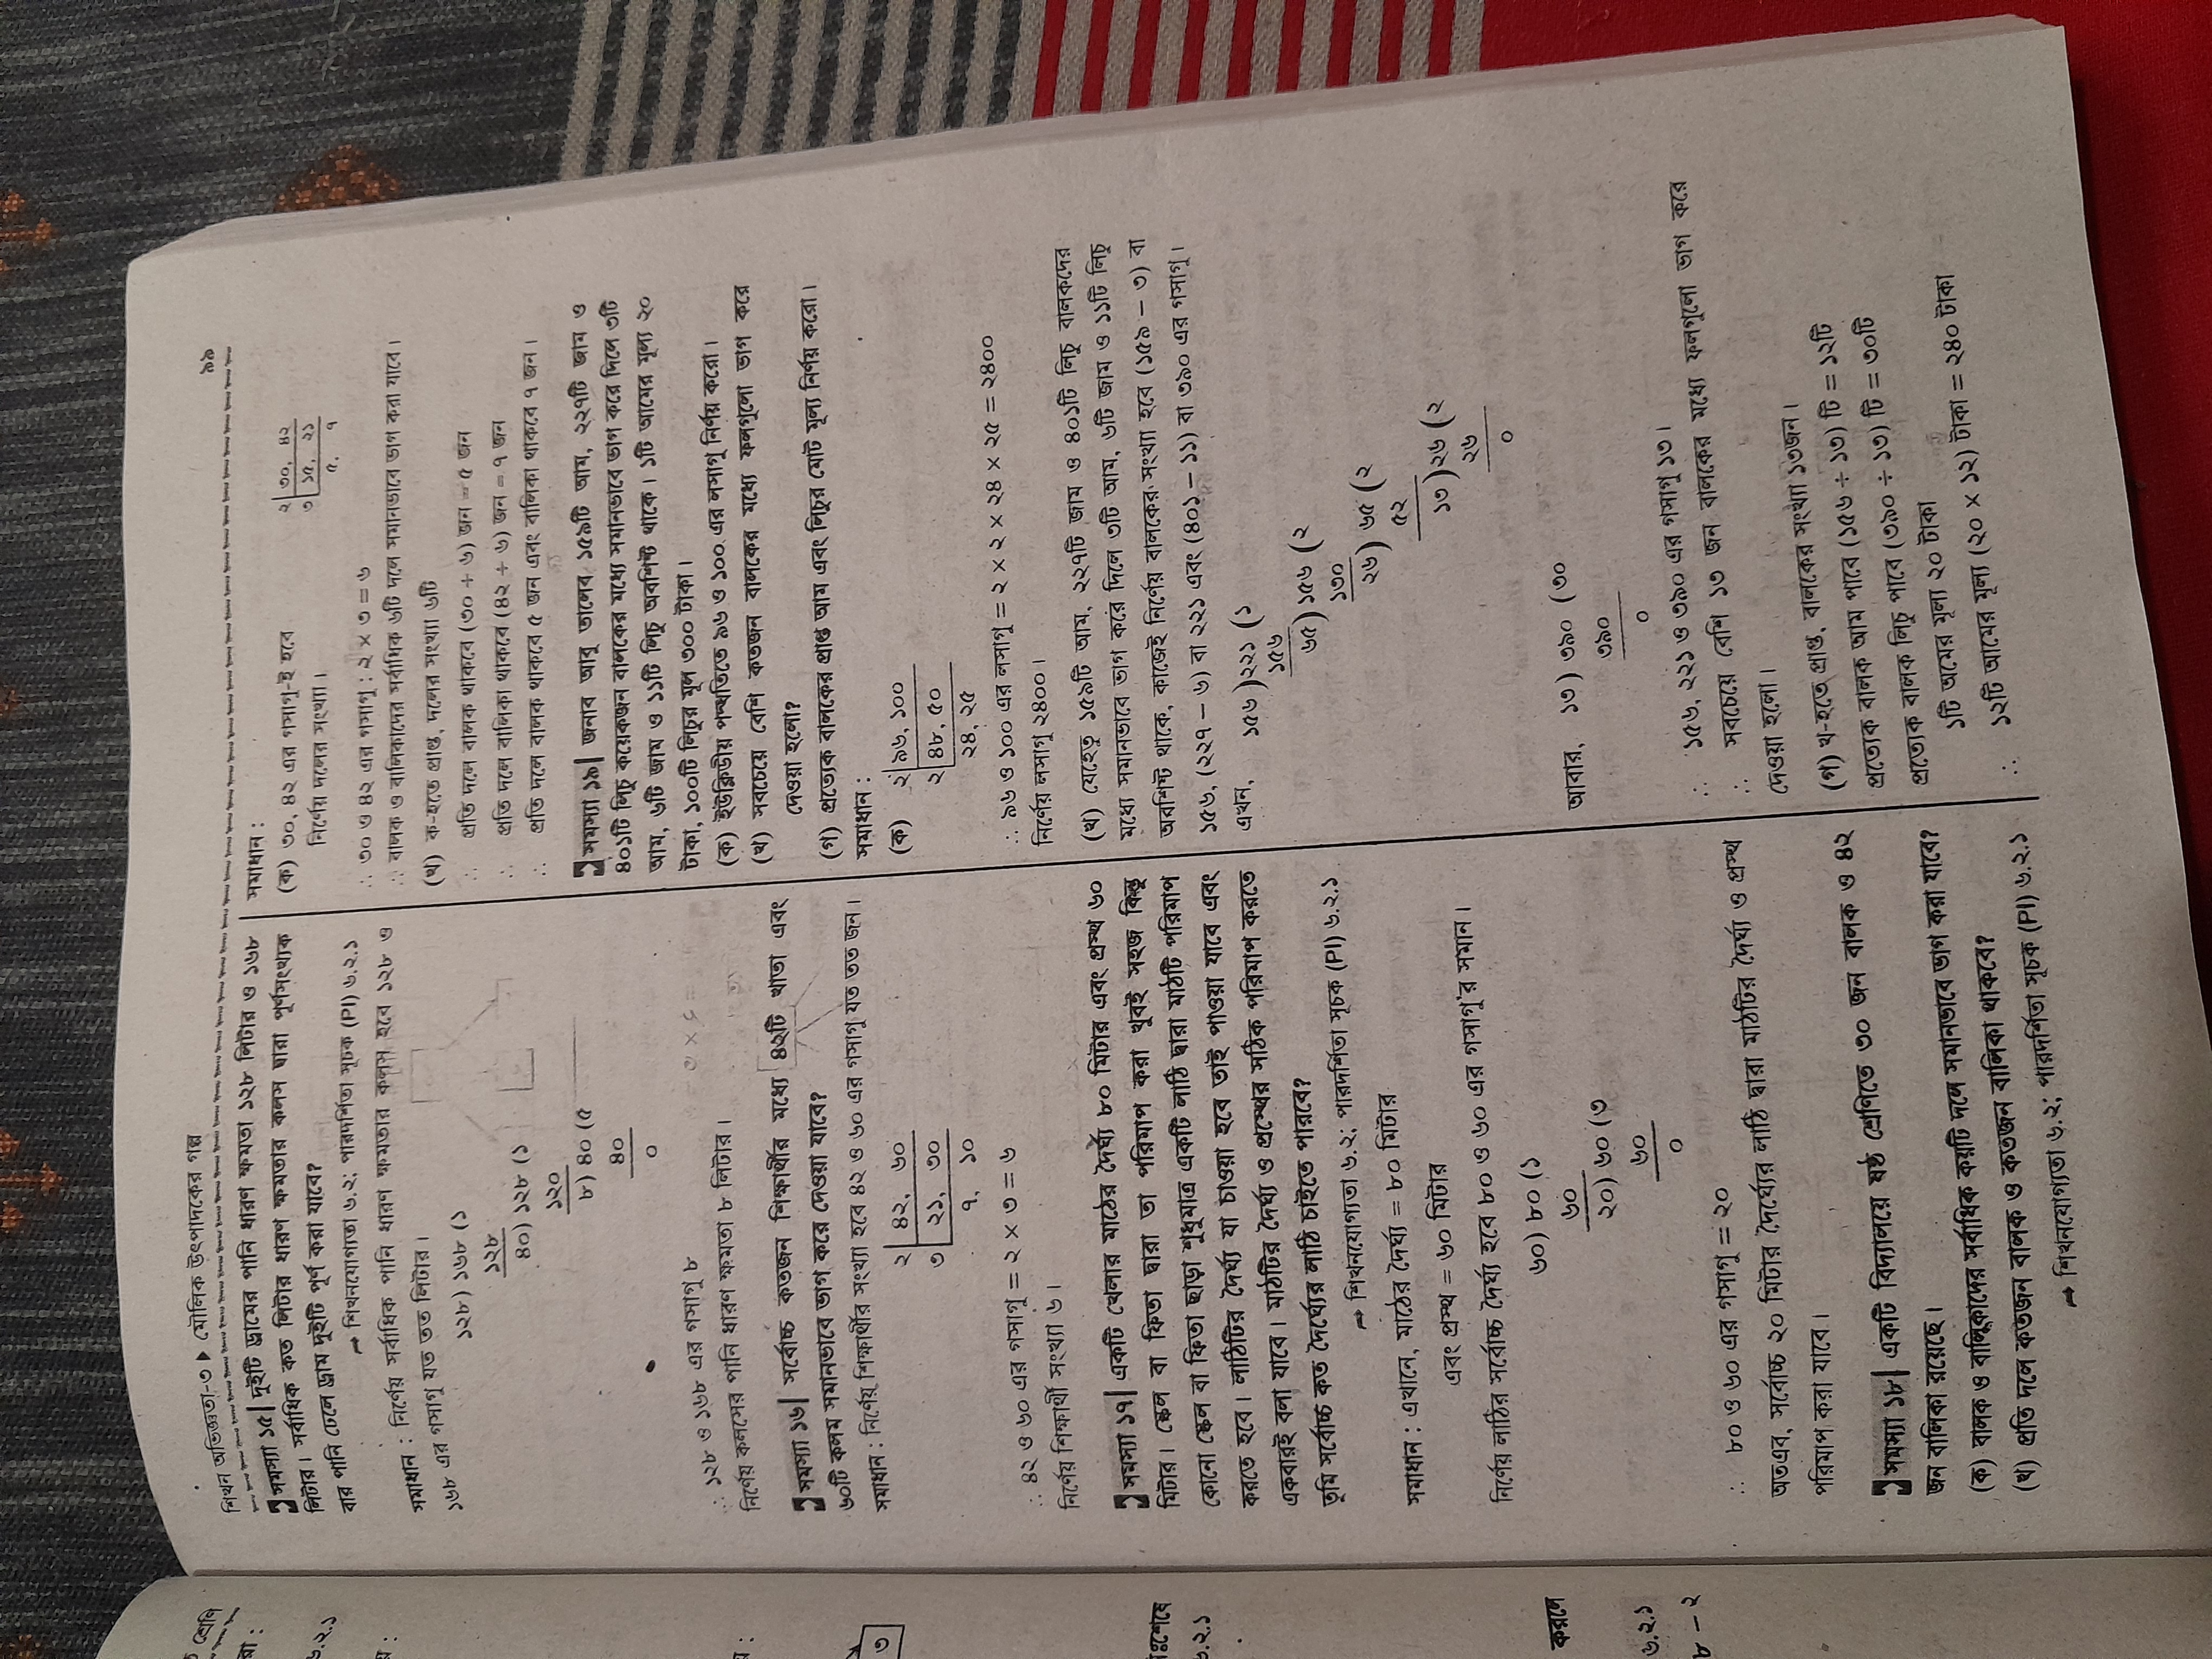 শিখন অভিজ্ঞতা-৩ ▶ মৌলিক উৎপাদকের গল্প
৯৯
সমস্যা ১৫| দুইটি ড্রামের পানি ধারণ ক্ষমতা ১২৮ লিটার ও ১৬৮
লিটার। সর্বাধিক কত লিটার ধারণ ক্ষমতার কলস দ্বারা পূর্ণসংখ্যক
বার পানি ঢেলে ড্রাম দুইটি পূর্ণ করা যাবে?
➞ শিখনযোগ্যতা ৬.২; পারদর্শিতা সূচক (PI) ৬.২.১
সমাধান : নির্ণেয় সর্বাধিক পানি ধারণ ক্ষমতার কলস হবে ১২৮ ও
১৬৮ এর গসাগু যত তত লিটার।
১২৮) ১৬৮ (১
১২৮
৪০) ১২৮ (১
১২০
৮) ৪০ (৫
৪০
০
∴ ১২৮ ও ১৬৮ এর গসাগু ৮
নির্ণেয় কলসের পানি ধারণ ক্ষমতা ৮ লিটার।
সমস্যা ১৬| সর্বোচ্চ কতজন শিক্ষার্থীর মধ্যে ৪২টি খাতা এবং
৬০টি কলম সমানভাবে ভাগ করে দেওয়া যাবে?
সমাধান : নির্ণেয় শিক্ষার্থীর সংখ্যা হবে ৪২ ও ৬০ এর গসাগু যত তত জন।
২ | ৪২, ৬০
৩ | ২১, ৩০
৭, ১০
∴ ৪২ ও ৬০ এর গসাগু = ২ × ৩ = ৬
নির্ণেয় শিক্ষার্থী সংখ্যা ৬।
সমস্যা ১৭| একটি খেলার মাঠের দৈর্ঘ্য ৮০ মিটার এবং প্রস্থ ৬০
মিটার। স্কেল বা ফিতা দ্বারা তা পরিমাপ করা খুবই সহজ কিন্তু
কোনো স্কেল বা ফিতা ছাড়া শুধুমাত্র একটি লাঠি দ্বারা মাঠটি পরিমাপ
করতে হবে। লাঠিটির দৈর্ঘ্য যা চাওয়া হবে তাই পাওয়া যাবে এবং
একবারই বলা যাবে। মাঠটির দৈর্ঘ্য ও প্রস্থের সঠিক পরিমাপ করতে
তুমি সর্বোচ্চ কত দৈর্ঘ্যের লাঠি চাইতে পারবে?
➞ শিখনযোগ্যতা ৬.২; পারদর্শিতা সূচক (PI) ৬.২.১
সমাধান : এখানে, মাঠের দৈর্ঘ্য = ৮০ মিটার
এবং প্রস্থ = ৬০ মিটার
নির্ণেয় লাঠির সর্বোচ্চ দৈর্ঘ্য হবে ৮০ ও ৬০ এর গসাগু'র সমান।
৬০) ৮০ (১
৬০
২০) ৬০ (৩
৬০
০
∴ ৮০ ও ৬০ এর গসাগু = ২০
অতএব, সর্বোচ্চ ২০ মিটার দৈর্ঘ্যের লাঠি দ্বারা মাঠটির দৈর্ঘ্য ও প্রস্থ
পরিমাপ করা যাবে।
সমস্যা ১৮| একটি বিদ্যালয়ে ষষ্ঠ শ্রেণিতে ৩০ জন বালক ও ৪২
জন বালিকা রয়েছে।
(ক) বালক ও বালিকাদের সর্বাধিক কয়টি দলে সমানভাবে ভাগ করা যাবে?
(খ) প্রতি দলে কতজন বালক ও কতজন বালিকা থাকবে?
➞ শিখনযোগ্যতা ৬.২; পারদর্শিতা সূচক (PI) ৬.২.১
সমাধান :
(ক) ৩০, ৪২ এর গসাগু-ই হবে
নির্ণেয় দলের সংখ্যা।
২ | ৩০, ৪২
৩ | ১৫, ২১
৫, ৭
∴ ৩০ ও ৪২ এর গসাগু : ২ × ৩ = ৬
∴ বালক ও বালিকাদের সর্বাধিক ৬টি দলে সমানভাবে ভাগ করা যাবে।
(খ) ক-হতে প্রাপ্ত, দলের সংখ্যা ৬টি
∴ প্রতি দলে বালক থাকবে (৩০ ÷ ৬) জন = ৫ জন
∴ প্রতি দলে বালিকা থাকবে (৪২ ÷ ৬) জন = ৭ জন
∴ প্রতি দলে বালক থাকবে ৫ জন এবং বালিকা থাকবে ৭ জন।
সমস্যা ১৯| জনাব আবু তালেব ১৫৯টি আম, ২২৭টি জাম ও
৪০১টি লিচু কয়েকজন বালকের মধ্যে সমানভাবে ভাগ করে দিলে ৩টি
আম, ৬টি জাম ও ১১টি লিচু অবশিষ্ট থাকে। ১টি আমের মূল্য ২০
টাকা, ১০০টি লিচুর মূল ৩০০ টাকা।
(ক) ইউক্লিডীয় পদ্ধতিতে ৯৬ ও ১০০ এর লসাগু নির্ণয় করো।
(খ) সবচেয়ে বেশি কতজন বালকের মধ্যে ফলগুলো ভাগ করে
দেওয়া হলো?
(গ) প্রত্যেক বালকের প্রাপ্ত আম এবং লিচুর মোট মূল্য নির্ণয় করো।
সমাধান :
(ক) ২ | ৯৬, ১০০
২ | ৪৮, ৫০
২৪, ২৫
∴ ৯৬ ও ১০০ এর লসাগু = ২ × ২ × ২৪ × ২৫ = ২৪০০
নির্ণেয় লসাগু ২৪০০।
(খ) যেহেতু ১৫৯টি আম, ২২৭টি জাম ও ৪০১টি লিচু বালকদের
মধ্যে সমানভাবে ভাগ করে দিলে ৩টি আম, ৬টি জাম ও ১১টি লিচু
অবশিষ্ট থাকে, কাজেই নির্ণেয় বালকের সংখ্যা হবে (১৫৯ – ৩) বা
১৫৬, (২২৭ – ৬) বা ২২১ এবং (৪০১ – ১১) বা ৩৯০ এর গসাগু।
এখন, ১৫৬ ) ২২১ (১
১৫৬
৬৫) ১৫৬ (২
১৩০
২৬) ৬৫ (২
৫২
১৩ ) ২৬ (২
২৬
০
আবার, ১৩ ) ৩৯০ (৩০
৩৯০
০
∴ ১৫৬, ২২১ ও ৩৯০ এর গসাগু ১৩।
∴ সবচেয়ে বেশি ১৩ জন বালকের মধ্যে ফলগুলো ভাগ করে
দেওয়া হলো।
(গ) খ-হতে প্রাপ্ত, বালকের সংখ্যা ১৩জন।
প্রত্যেক বালক আম পাবে (১৫৬ ÷ ১৩) টি = ১২টি
প্রত্যেক বালক লিচু পাবে (৩৯০ ÷ ১৩) টি = ৩০টি
১টি অমের মূল্য ২০ টাকা
∴ ১২টি আমের মূল্য (২০ × ১২) টাকা = ২৪০ টাকা
শ্রেণি
৬.২.১
৩
৬.২.১
করলে
৬.২.১
৮ – ২